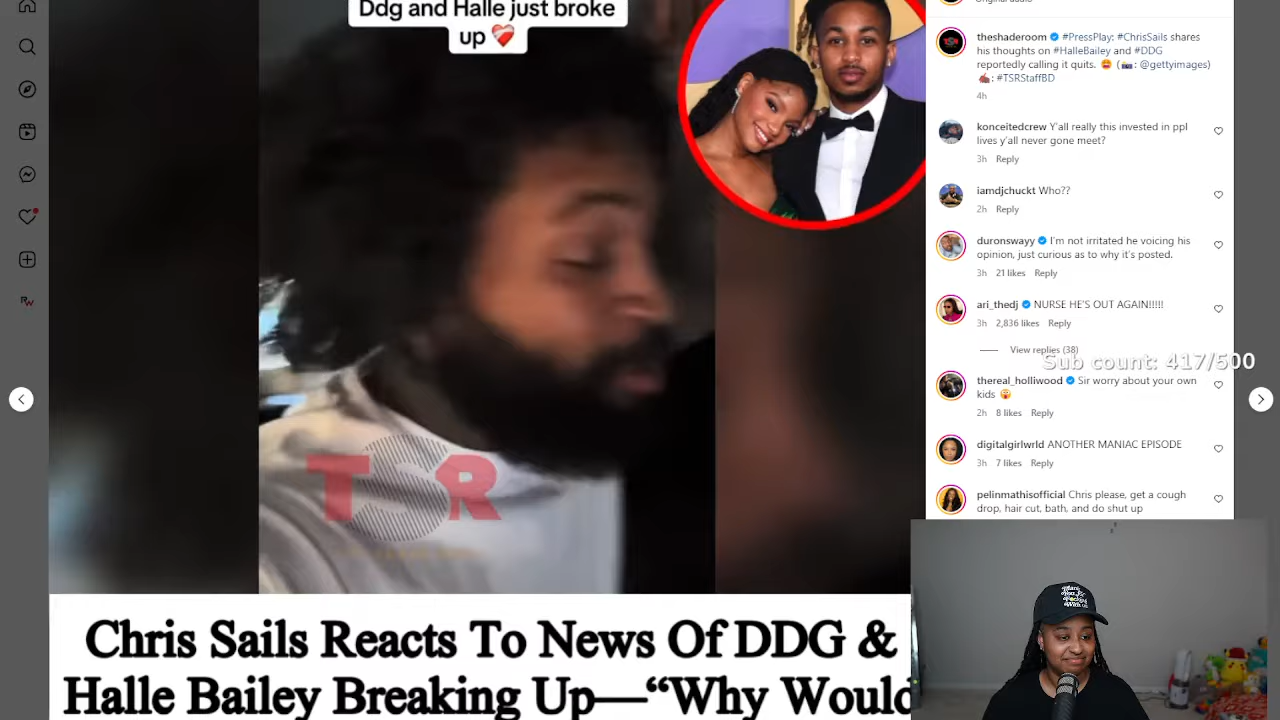 Ddg and Halle just broke
up ❤️‍🩹
TSR
Chris Sails Reacts To News Of DDG &
Halle Bailey Breaking Up—“Why Would
Original audio
theshaderoom #PressPlay: #ChrisSails shares
his thoughts on #HalleBailey and #DDG
reportedly calling it quits. 🤩 (📸: @gettyimages)
✍🏾: #TSRStaffBD
4h
konceitedcrew Y'all really this invested in ppl
lives y'all never gone meet?
3h Reply
iamdjchuckt Who??
2h Reply
duronswayy I'm not irritated he voicing his
opinion, just curious as to why it's posted.
3h 21 likes Reply
ari_thedj NURSE HE'S OUT AGAIN!!!!!
3h 2,836 likes Reply
View replies (38)
Sub count: 417/500
thereal_holliwood Sir worry about your own
kids 😜
2h 8 likes Reply
digitalgirlwrld ANOTHER MANIAC EPISODE
3h 7 likes Reply
pelinmathisofficial Chris please, get a cough
drop, hair cut, bath, and do shut up